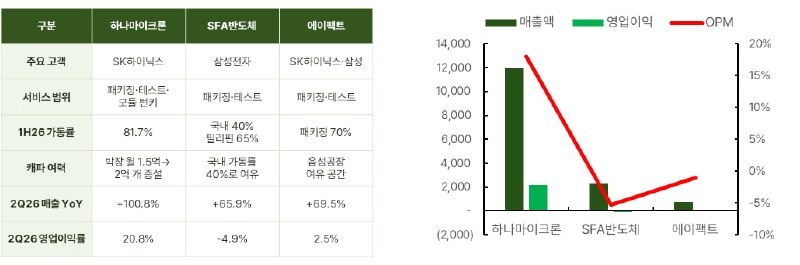 구분 하나마이크론 SFA반도체 에이팩트
주요 고객 SK하이닉스 삼성전자 SK하이닉스·삼성
서비스 범위 패키징·테스트· 패키징·테스트 패키징·테스트
모듈 턴키
1H26 가동률 81.7% 국내 40% 패키징 70%
필리핀 65%
캐파 여력 박장 월 1.5억→ 국내 가동률 음성공장
2억 개 증설 40%로 여유 여유 공간
2Q26 매출 YoY +100.8% +65.9% +69.5%
2Q26 영업이익률 20.8% -4.9% 2.5%
매출액 영업이익 OPM
14,000 20%
12,000 15%
10,000
8,000 10%
6,000 5%
4,000 0%
2,000
- -5%
(2,000) -10%
하나마이크론 SFA반도체 에이팩트